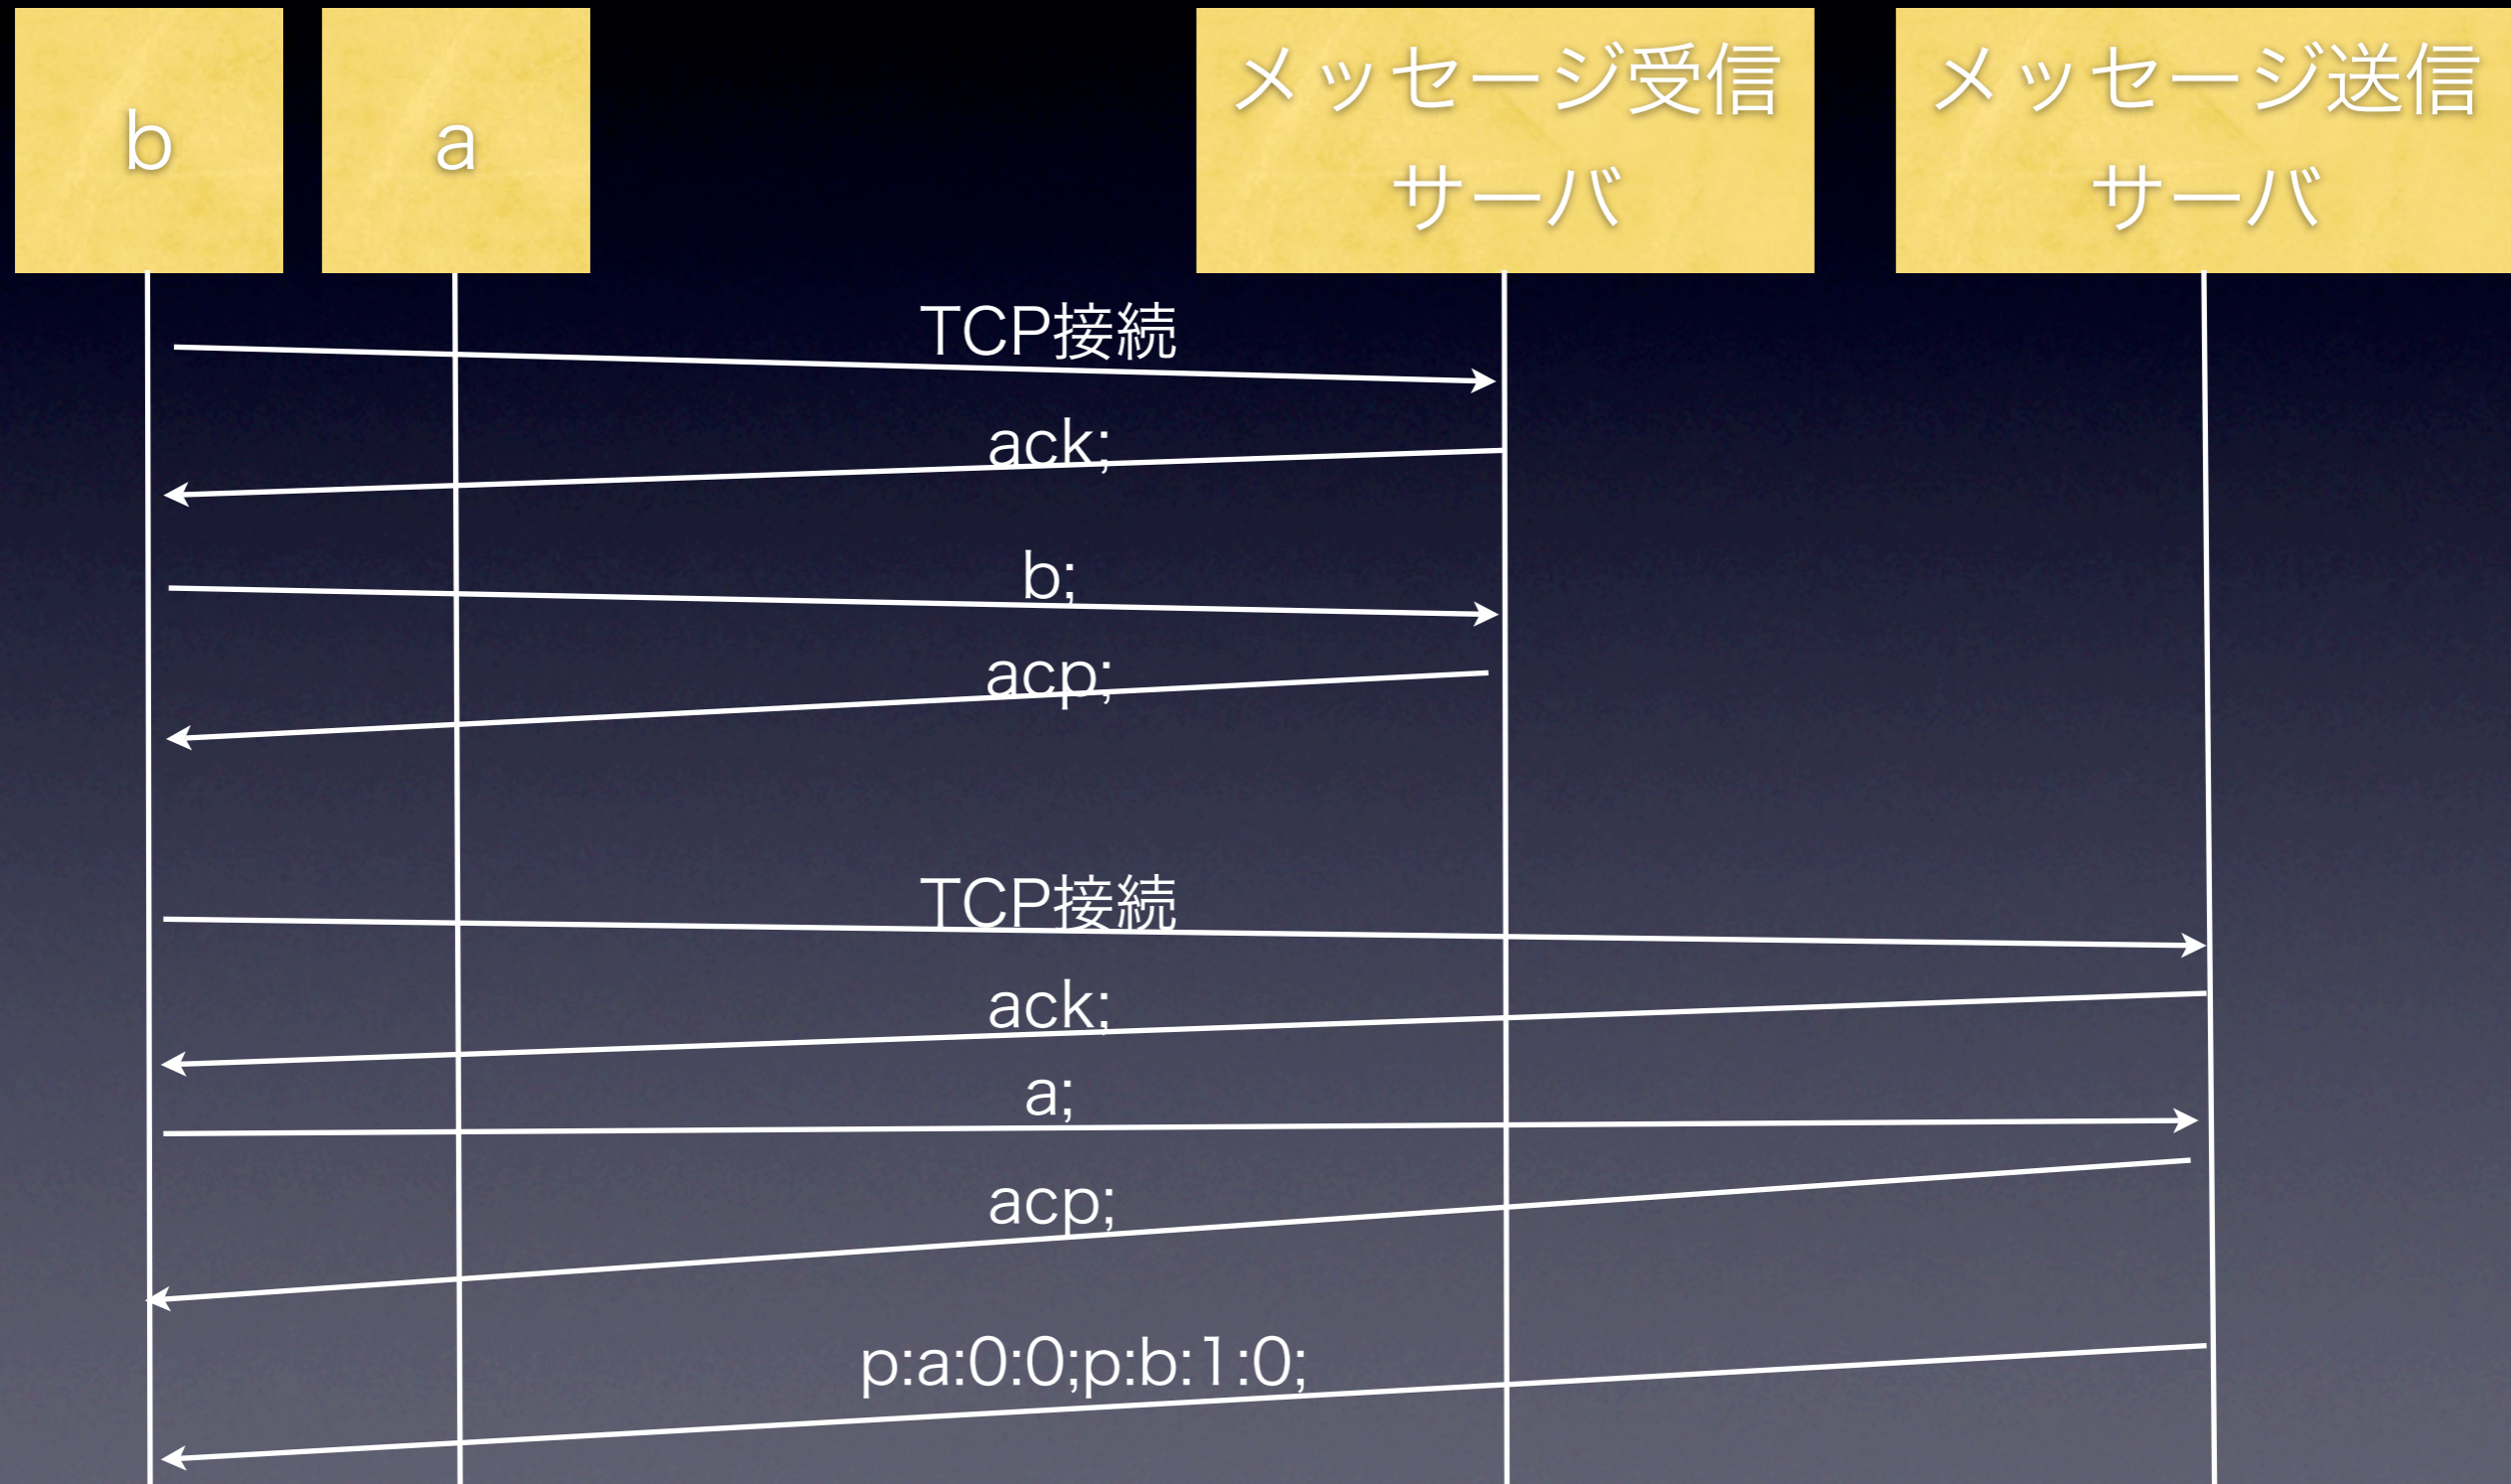 b
a
メッセージ受信
サーバ
メッセージ送信
サーバ
TCP接続
ack;
b;
acp;
TCP接続
ack;
a;
acp;
p:a:0:0;p:b:1:0;